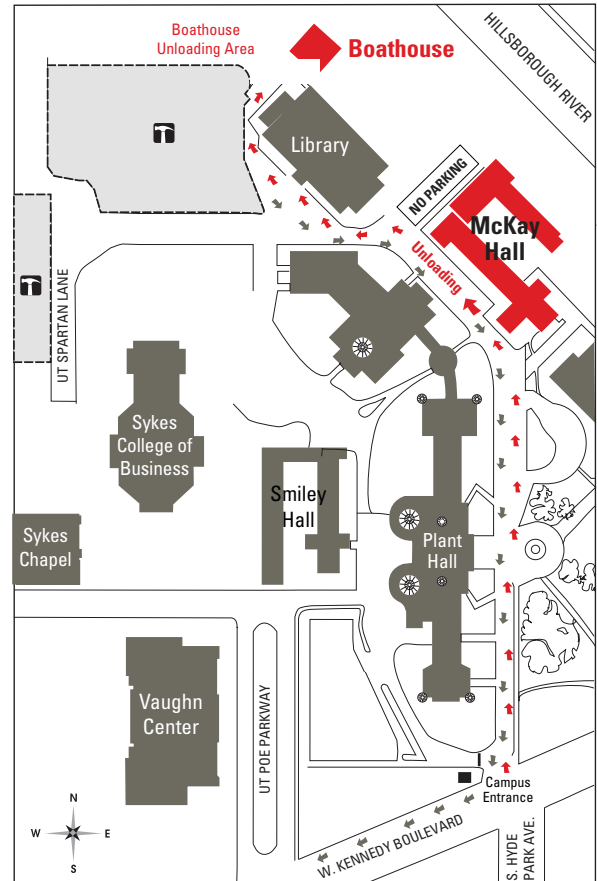 Boathouse
Unloading Area
Boathouse
HILLSBOROUGH RIVER
Library
NO PARKING
McKay
Hall
Unloading
UT SPARTAN LANE
Sykes
College of
Business
Smiley
Hall
Sykes
Chapel
Plant
Hall
Vaughn
Center
UT POE PARKWAY
Campus
Entrance
N
W
E
S
W. KENNEDY BOULEVARD
S. HYDE
PARK AVE.